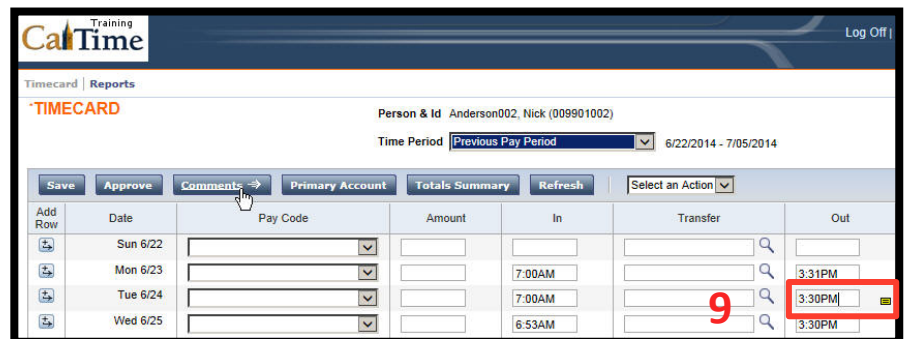 Training
CalTime
Log Off |
Timecard | Reports
*TIMECARD
Person & Id Anderson002, Nick (009901002)
Time Period Previous Pay Period 6/22/2014 - 7/05/2014
Save Approve Comments Primary Account Totals Summary Refresh Select an Action
Add Row Date Pay Code Amount In Transfer Out
Sun 6/22
Mon 6/23 7:00AM 3:31PM
Tue 6/24 7:00AM 9 3:30PM
Wed 6/25 6:53AM 3:30PM